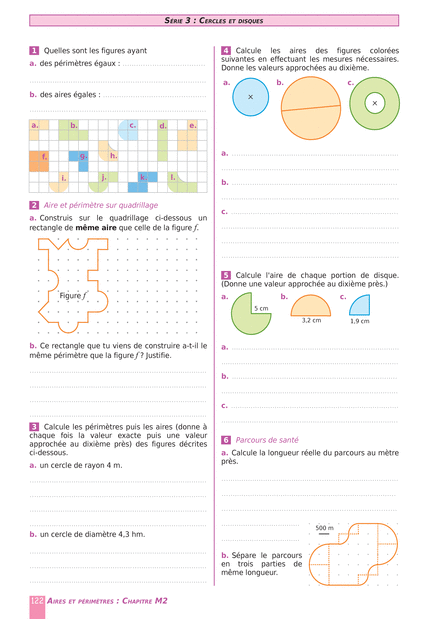 SÉRIE 3 : CERCLES ET DISQUES
1 Quelles sont les figures ayant
a. des périmètres égaux :
b. des aires égales :
a. b. c. d. e.
f. g. h.
i. j. k. l.
2 Aire et périmètre sur quadrillage
a. Construis sur le quadrillage ci-dessous un
rectangle de même aire que celle de la figure f.
Figure f
b. Ce rectangle que tu viens de construire a-t-il le
même périmètre que la figure f ? Justifie.
3 Calcule les périmètres puis les aires (donne à
chaque fois la valeur exacte puis une valeur
approchée au dixième près) des figures décrites
ci-dessous.
a. un cercle de rayon 4 m.
b. un cercle de diamètre 4,3 hm.
4 Calcule les aires des figures colorées
suivantes en effectuant les mesures nécessaires.
Donne les valeurs approchées au dixième.
a. b. c.
a.
b.
c.
5 Calcule l'aire de chaque portion de disque.
(Donne une valeur approchée au dixième près.)
a. b. c.
5 cm
3,2 cm 1,9 cm
a.
b.
c.
6 Parcours de santé
a. Calcule la longueur réelle du parcours au mètre
près.
500 m
b. Sépare le parcours
en trois parties de
même longueur.
122 AIRES ET PÉRIMÈTRES : CHAPITRE M2